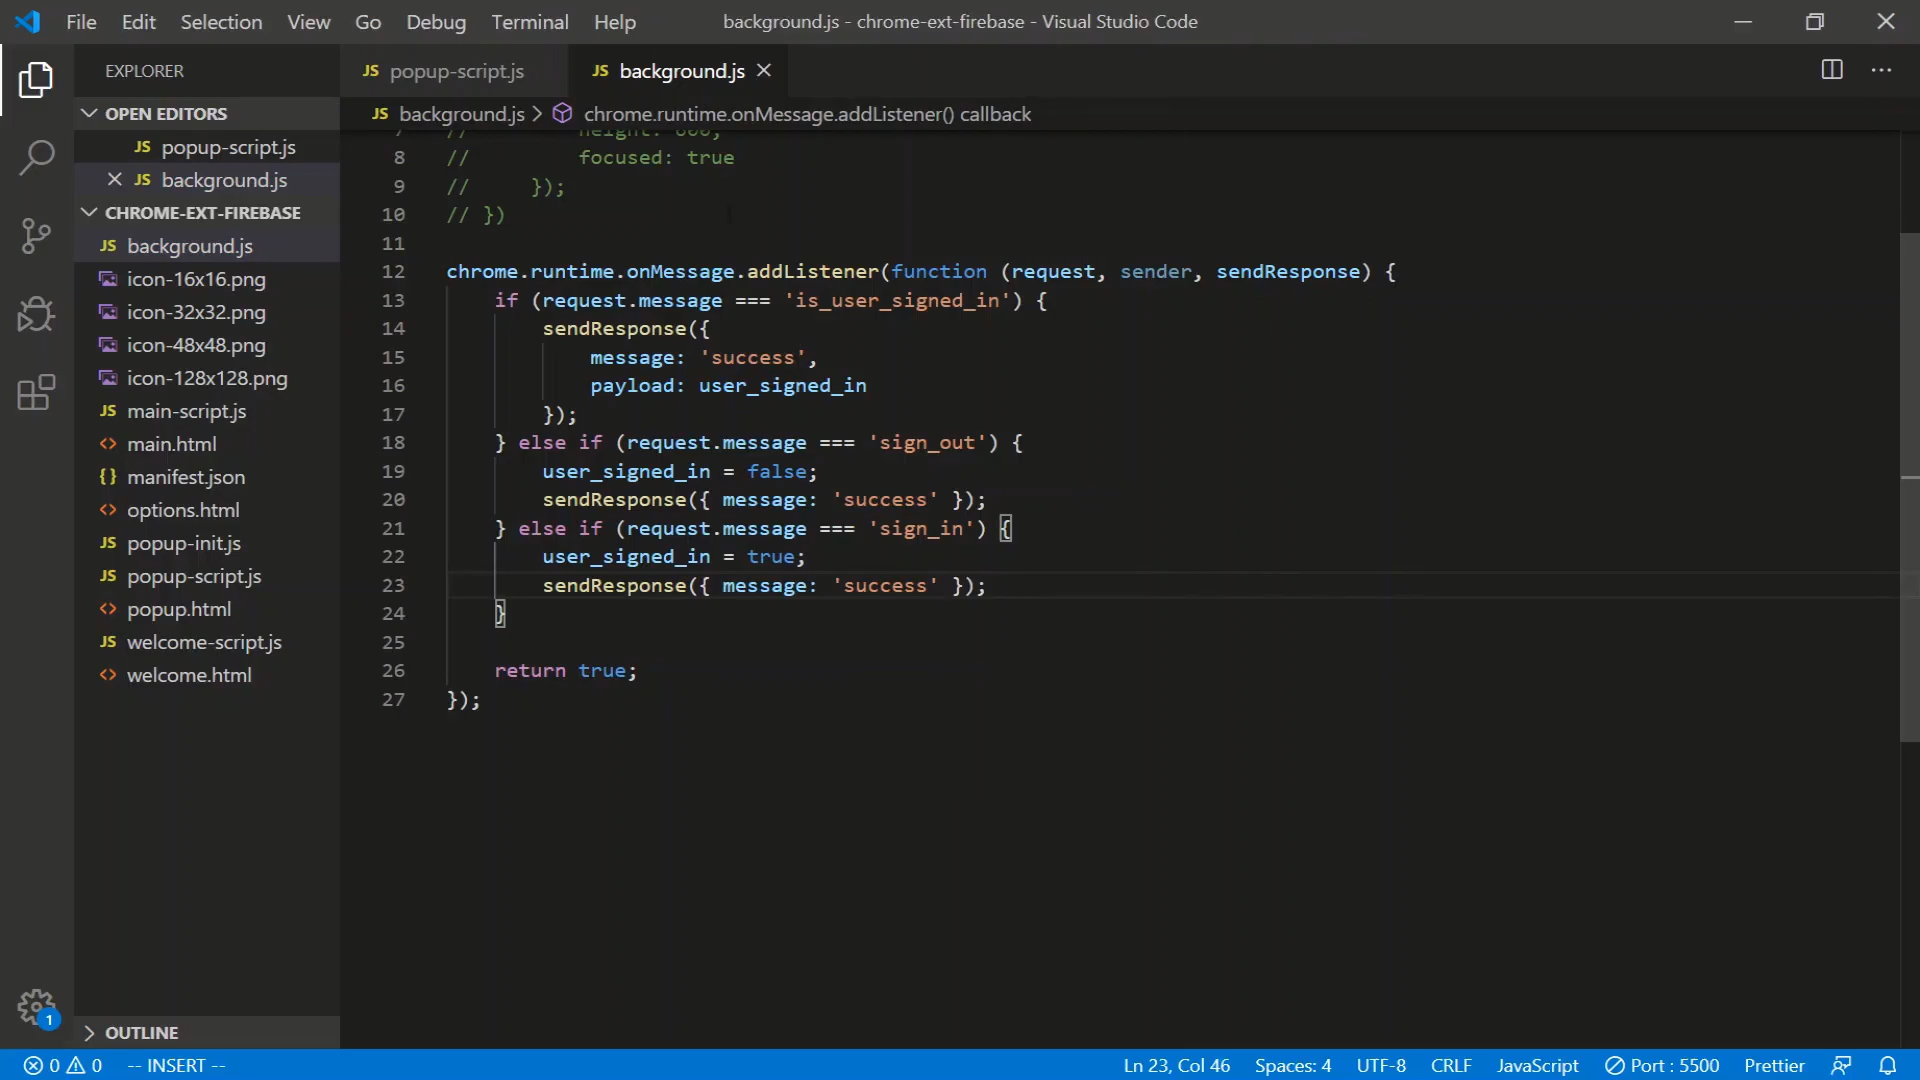 File Edit Selection View Go Debug Terminal Help
background.js - chrome-ext-firebase - Visual Studio Code
EXPLORER
OPEN EDITORS
JS popup-script.js
JS background.js
CHROME-EXT-FIREBASE
JS background.js
icon-16x16.png
icon-32x32.png
icon-48x48.png
icon-128x128.png
JS main-script.js
<> main.html
{} manifest.json
<> options.html
JS popup-init.js
JS popup-script.js
<> popup.html
JS welcome-script.js
<> welcome.html
OUTLINE
JS popup-script.js
JS background.js
JS background.js > chrome.runtime.onMessage.addListener() callback
7 // height: 600,
8 // focused: true
9 // });
10 // })
11
12 chrome.runtime.onMessage.addListener(function (request, sender, sendResponse) {
13 if (request.message === 'is_user_signed_in') {
14 sendResponse({
15 message: 'success',
16 payload: user_signed_in
17 });
18 } else if (request.message === 'sign_out') {
19 user_signed_in = false;
20 sendResponse({ message: 'success' });
21 } else if (request.message === 'sign_in') {
22 user_signed_in = true;
23 sendResponse({ message: 'success' });
24 }
25
26 return true;
27 });
1
0 0 -- INSERT -- Ln 23, Col 46 Spaces: 4 UTF-8 CRLF JavaScript Port : 5500 Prettier